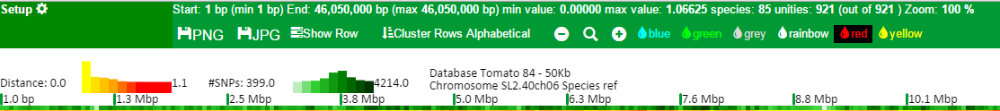 Setup
Start: 1 bp (min 1 bp) End: 46,050,000 bp (max 46,050,000 bp) min value: 0.00000 max value: 1.06625 species: 85 unities: 921 (out of 921 ) Zoom: 100 %
PNG JPG Show Row Cluster Rows Alphabetical blue green grey rainbow red yellow
Distance: 0.0 1.1 #SNPs: 399.0 4214.0
Database Tomato 84 - 50Kb
Chromosome SL2.40ch06 Species ref
1.0 bp 1.3 Mbp 2.5 Mbp 3.8 Mbp 5.0 Mbp 6.3 Mbp 7.6 Mbp 8.8 Mbp 10.1 Mbp